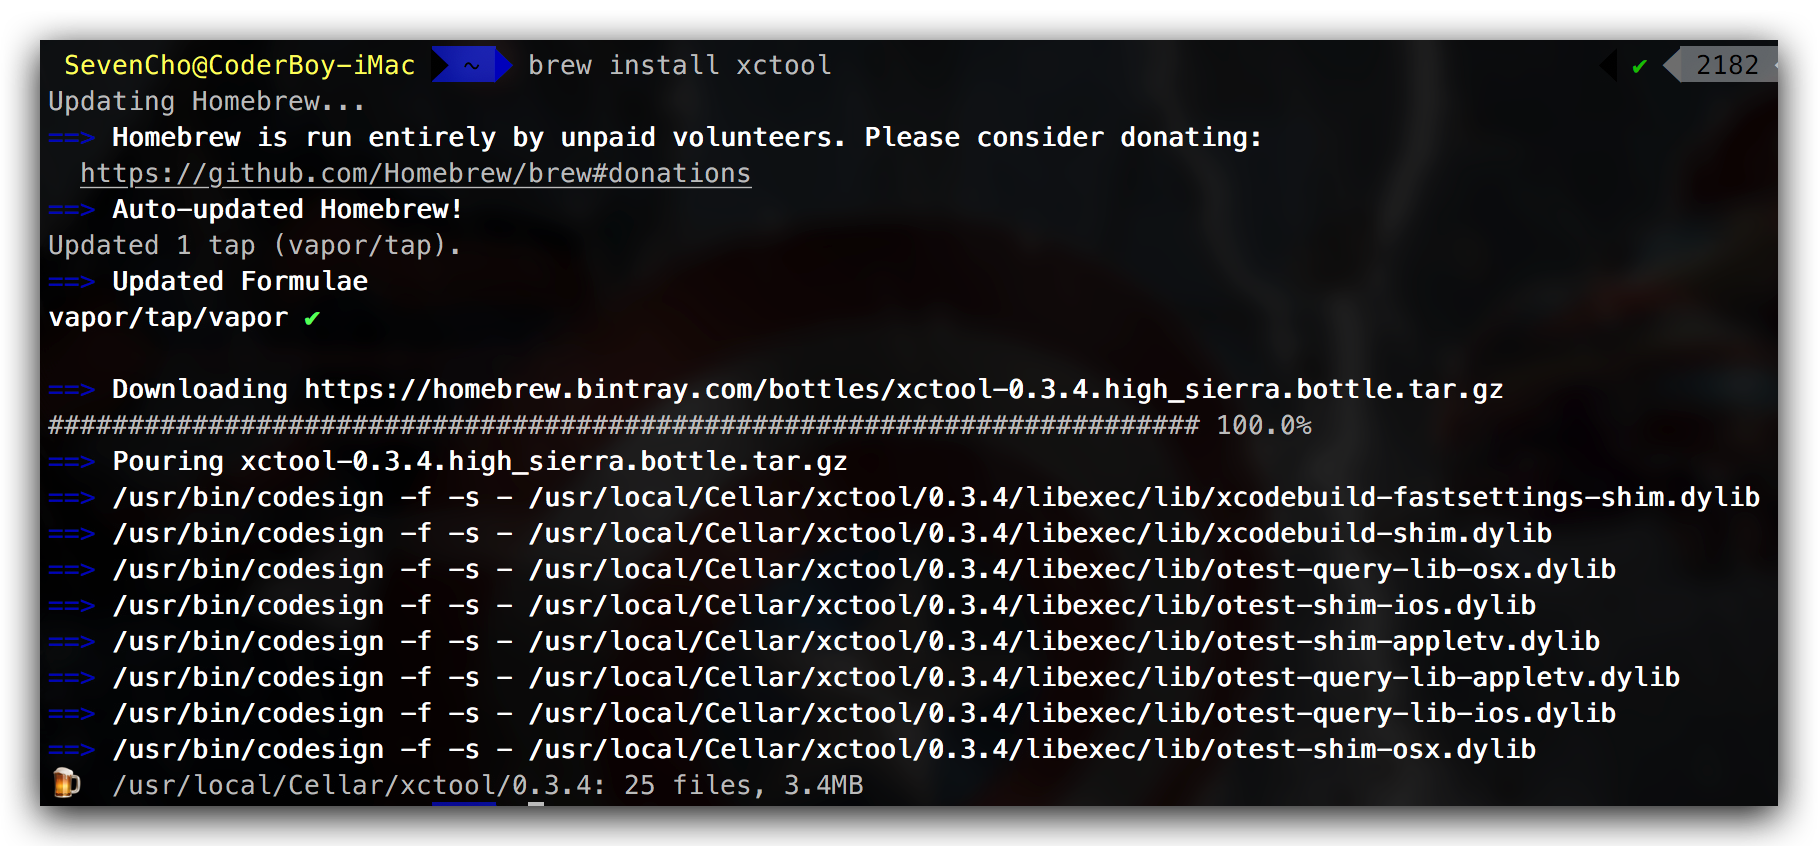 SevenCho@CoderBoy-iMac ~ brew install xctool ✔ 2182
Updating Homebrew...
==> Homebrew is run entirely by unpaid volunteers. Please consider donating:
https://github.com/Homebrew/brew#donations
==> Auto-updated Homebrew!
Updated 1 tap (vapor/tap).
==> Updated Formulae
vapor/tap/vapor ✔
==> Downloading https://homebrew.bintray.com/bottles/xctool-0.3.4.high_sierra.bottle.tar.gz
######################################################################## 100.0%
==> Pouring xctool-0.3.4.high_sierra.bottle.tar.gz
==> /usr/bin/codesign -f -s - /usr/local/Cellar/xctool/0.3.4/libexec/lib/xcodebuild-fastsettings-shim.dylib
==> /usr/bin/codesign -f -s - /usr/local/Cellar/xctool/0.3.4/libexec/lib/xcodebuild-shim.dylib
==> /usr/bin/codesign -f -s - /usr/local/Cellar/xctool/0.3.4/libexec/lib/otest-query-lib-osx.dylib
==> /usr/bin/codesign -f -s - /usr/local/Cellar/xctool/0.3.4/libexec/lib/otest-shim-ios.dylib
==> /usr/bin/codesign -f -s - /usr/local/Cellar/xctool/0.3.4/libexec/lib/otest-shim-appletv.dylib
==> /usr/bin/codesign -f -s - /usr/local/Cellar/xctool/0.3.4/libexec/lib/otest-query-lib-appletv.dylib
==> /usr/bin/codesign -f -s - /usr/local/Cellar/xctool/0.3.4/libexec/lib/otest-query-lib-ios.dylib
==> /usr/bin/codesign -f -s - /usr/local/Cellar/xctool/0.3.4/libexec/lib/otest-shim-osx.dylib
🍺 /usr/local/Cellar/xctool/0.3.4: 25 files, 3.4MB